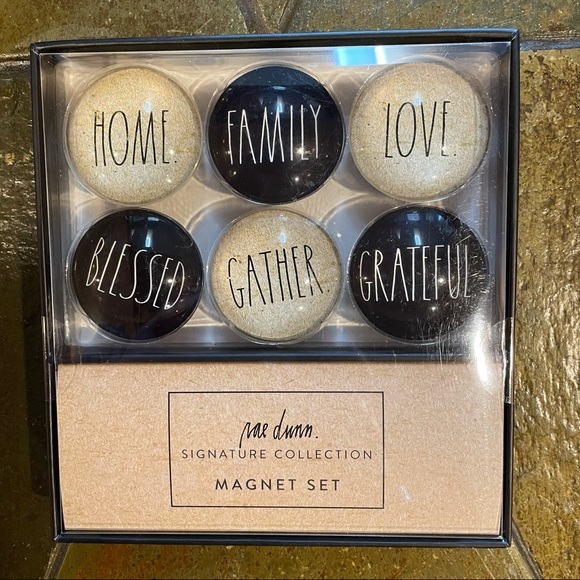 HOME. FAMILY LOVE.
BLESSED GATHER. GRATEFUL
rae dunn.
SIGNATURE COLLECTION
MAGNET SET